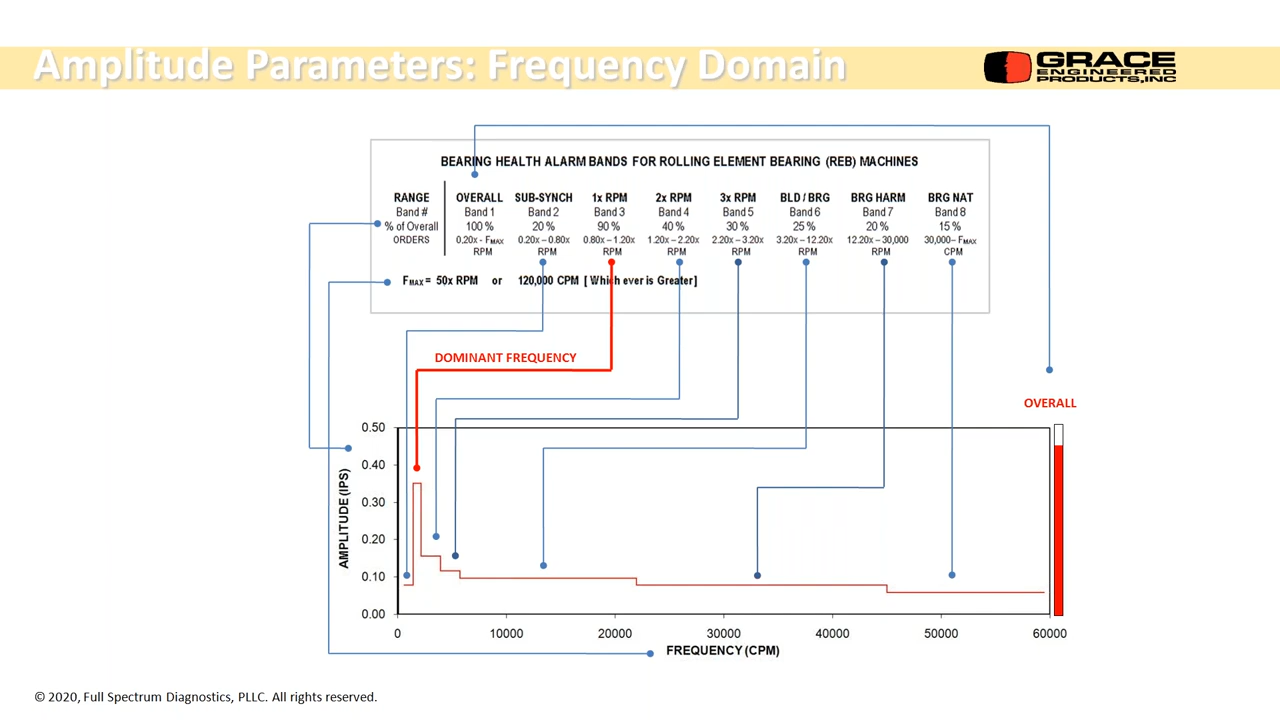 Amplitude Parameters: Frequency Domain
GRACE
ENGINEERED
PRODUCTS, INC
BEARING HEALTH ALARM BANDS FOR ROLLING ELEMENT BEARING (REB) MACHINES
RANGE OVERALL SUB-SYNCH 1x RPM 2x RPM 3x RPM BLD / BRG BRG HARM BRG NAT
Band # Band 1 Band 2 Band 3 Band 4 Band 5 Band 6 Band 7 Band 8
% of Overall 100 % 20 % 90 % 40 % 30 % 25 % 20 % 15 %
ORDERS 0.20x - FMAX 0.20x – 0.80x 0.80x – 1.20x 1.20x – 2.20x 2.20x – 3.20x 3.20x – 12.20x 12.20x – 30,000 30,000– FMAX
RPM RPM RPM RPM RPM RPM RPM CPM
FMAX = 50x RPM or 120,000 CPM [ Which ever is Greater]
DOMINANT FREQUENCY
OVERALL
0.50
0.40
0.30
0.20
0.10
0.00
AMPLITUDE (IPS)
0 10000 20000 30000 40000 50000 60000
FREQUENCY (CPM)
© 2020, Full Spectrum Diagnostics, PLLC. All rights reserved.